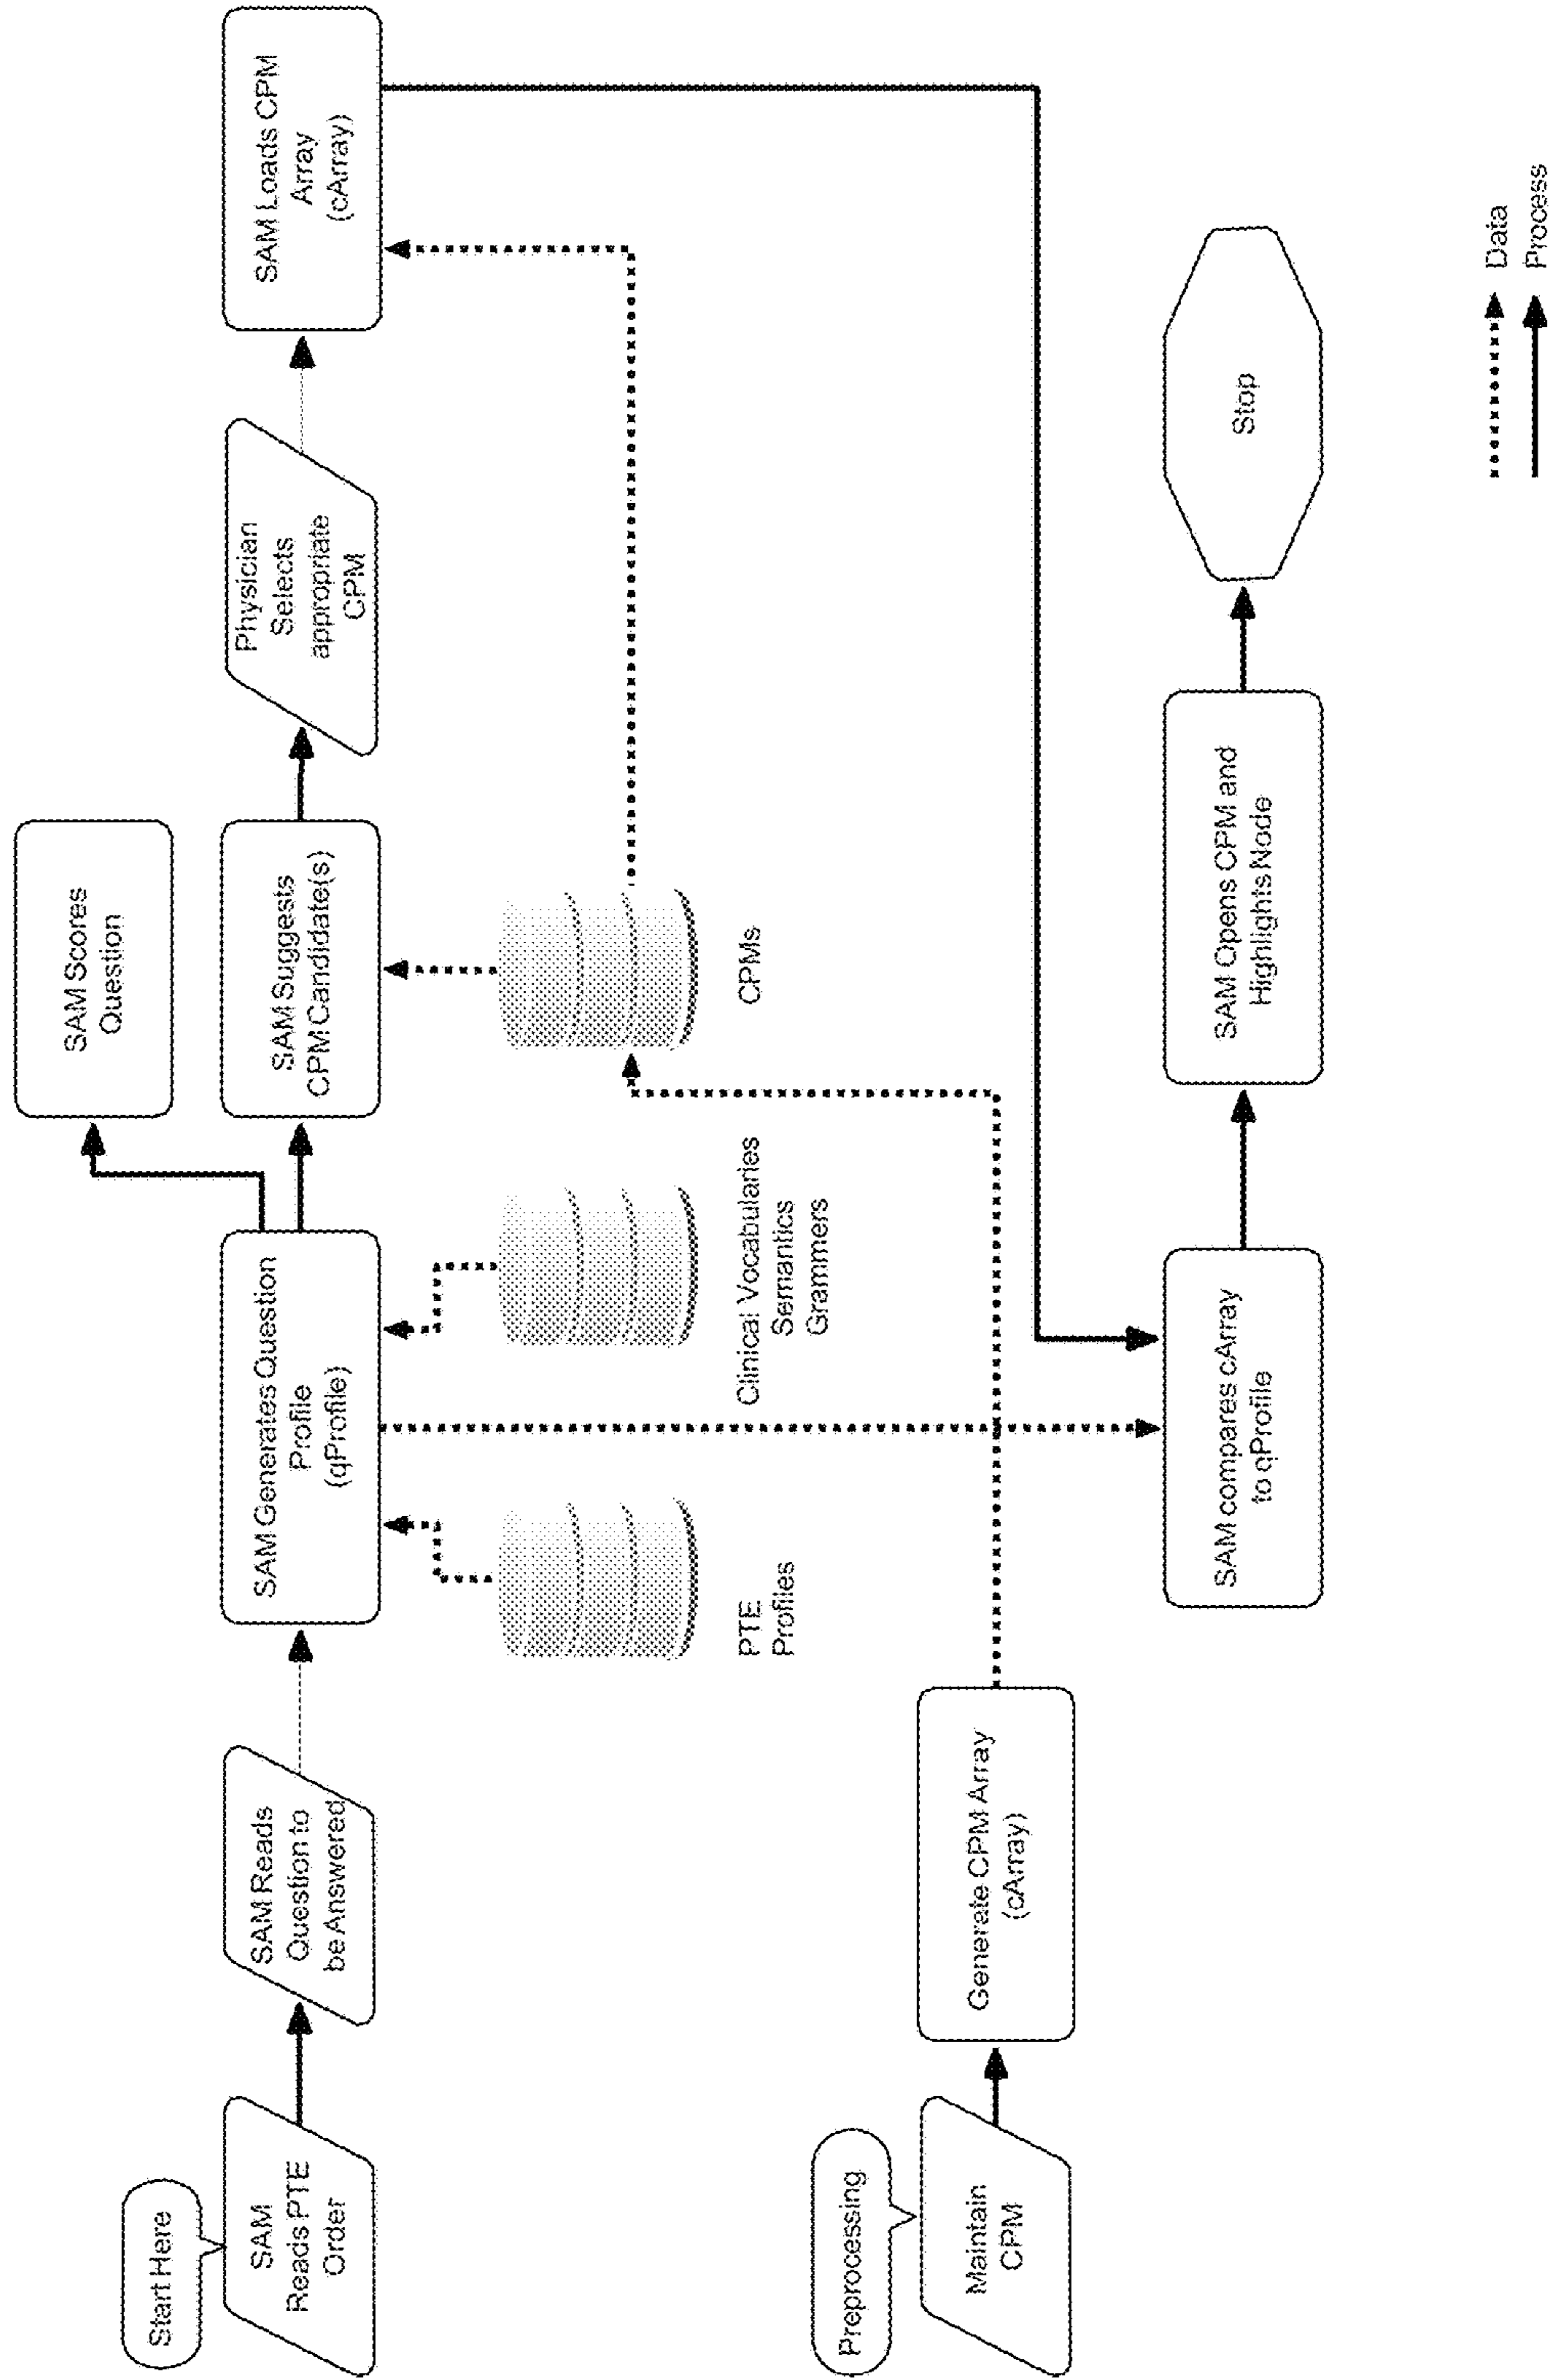 Start Here
SAM
Reads PTE
Order
SAM Reads
Question to
be Answered
SAM Generates Question
Profile
(qProfile)
SAM Scores
Question
SAM Suggests
CPM Candidate(s)
Physician
Selects
appropriate
CPM
SAM Loads CPM
Array
(cArray)
PTE
Profiles
Clinical Vocabularies
Semantics
Grammers
CPMs
Preprocessing
Maintain
CPM
Generate CPM Array
(cArray)
SAM compares cArray
to qProfile
SAM Opens CPM and
Highlights Node
Stop
Data
Process